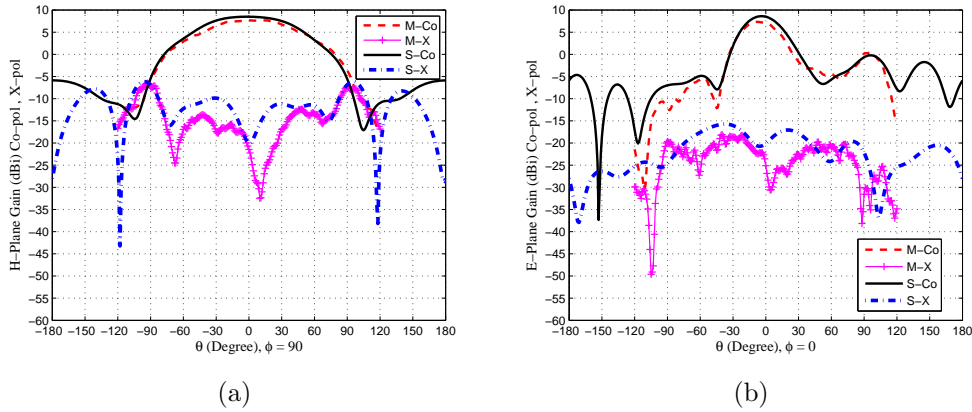 H−Plane Gain (dBi) Co−pol , X−pol
10
5
0
−5
−10
−15
−20
−25
−30
−35
−40
−45
−50
−55
−60
−180 −150 −120 −90 −60 −30 0 30 60 90 120 150 180
θ (Degree), ϕ = 90
M−Co
M−X
S−Co
S−X
(a)
E−Plane Gain (dBi) Co−pol , X−pol
10
5
0
−5
−10
−15
−20
−25
−30
−35
−40
−45
−50
−55
−60
−180 −150 −120 −90 −60 −30 0 30 60 90 120 150 180
θ (Degree), ϕ = 0
M−Co
M−X
S−Co
S−X
(b)